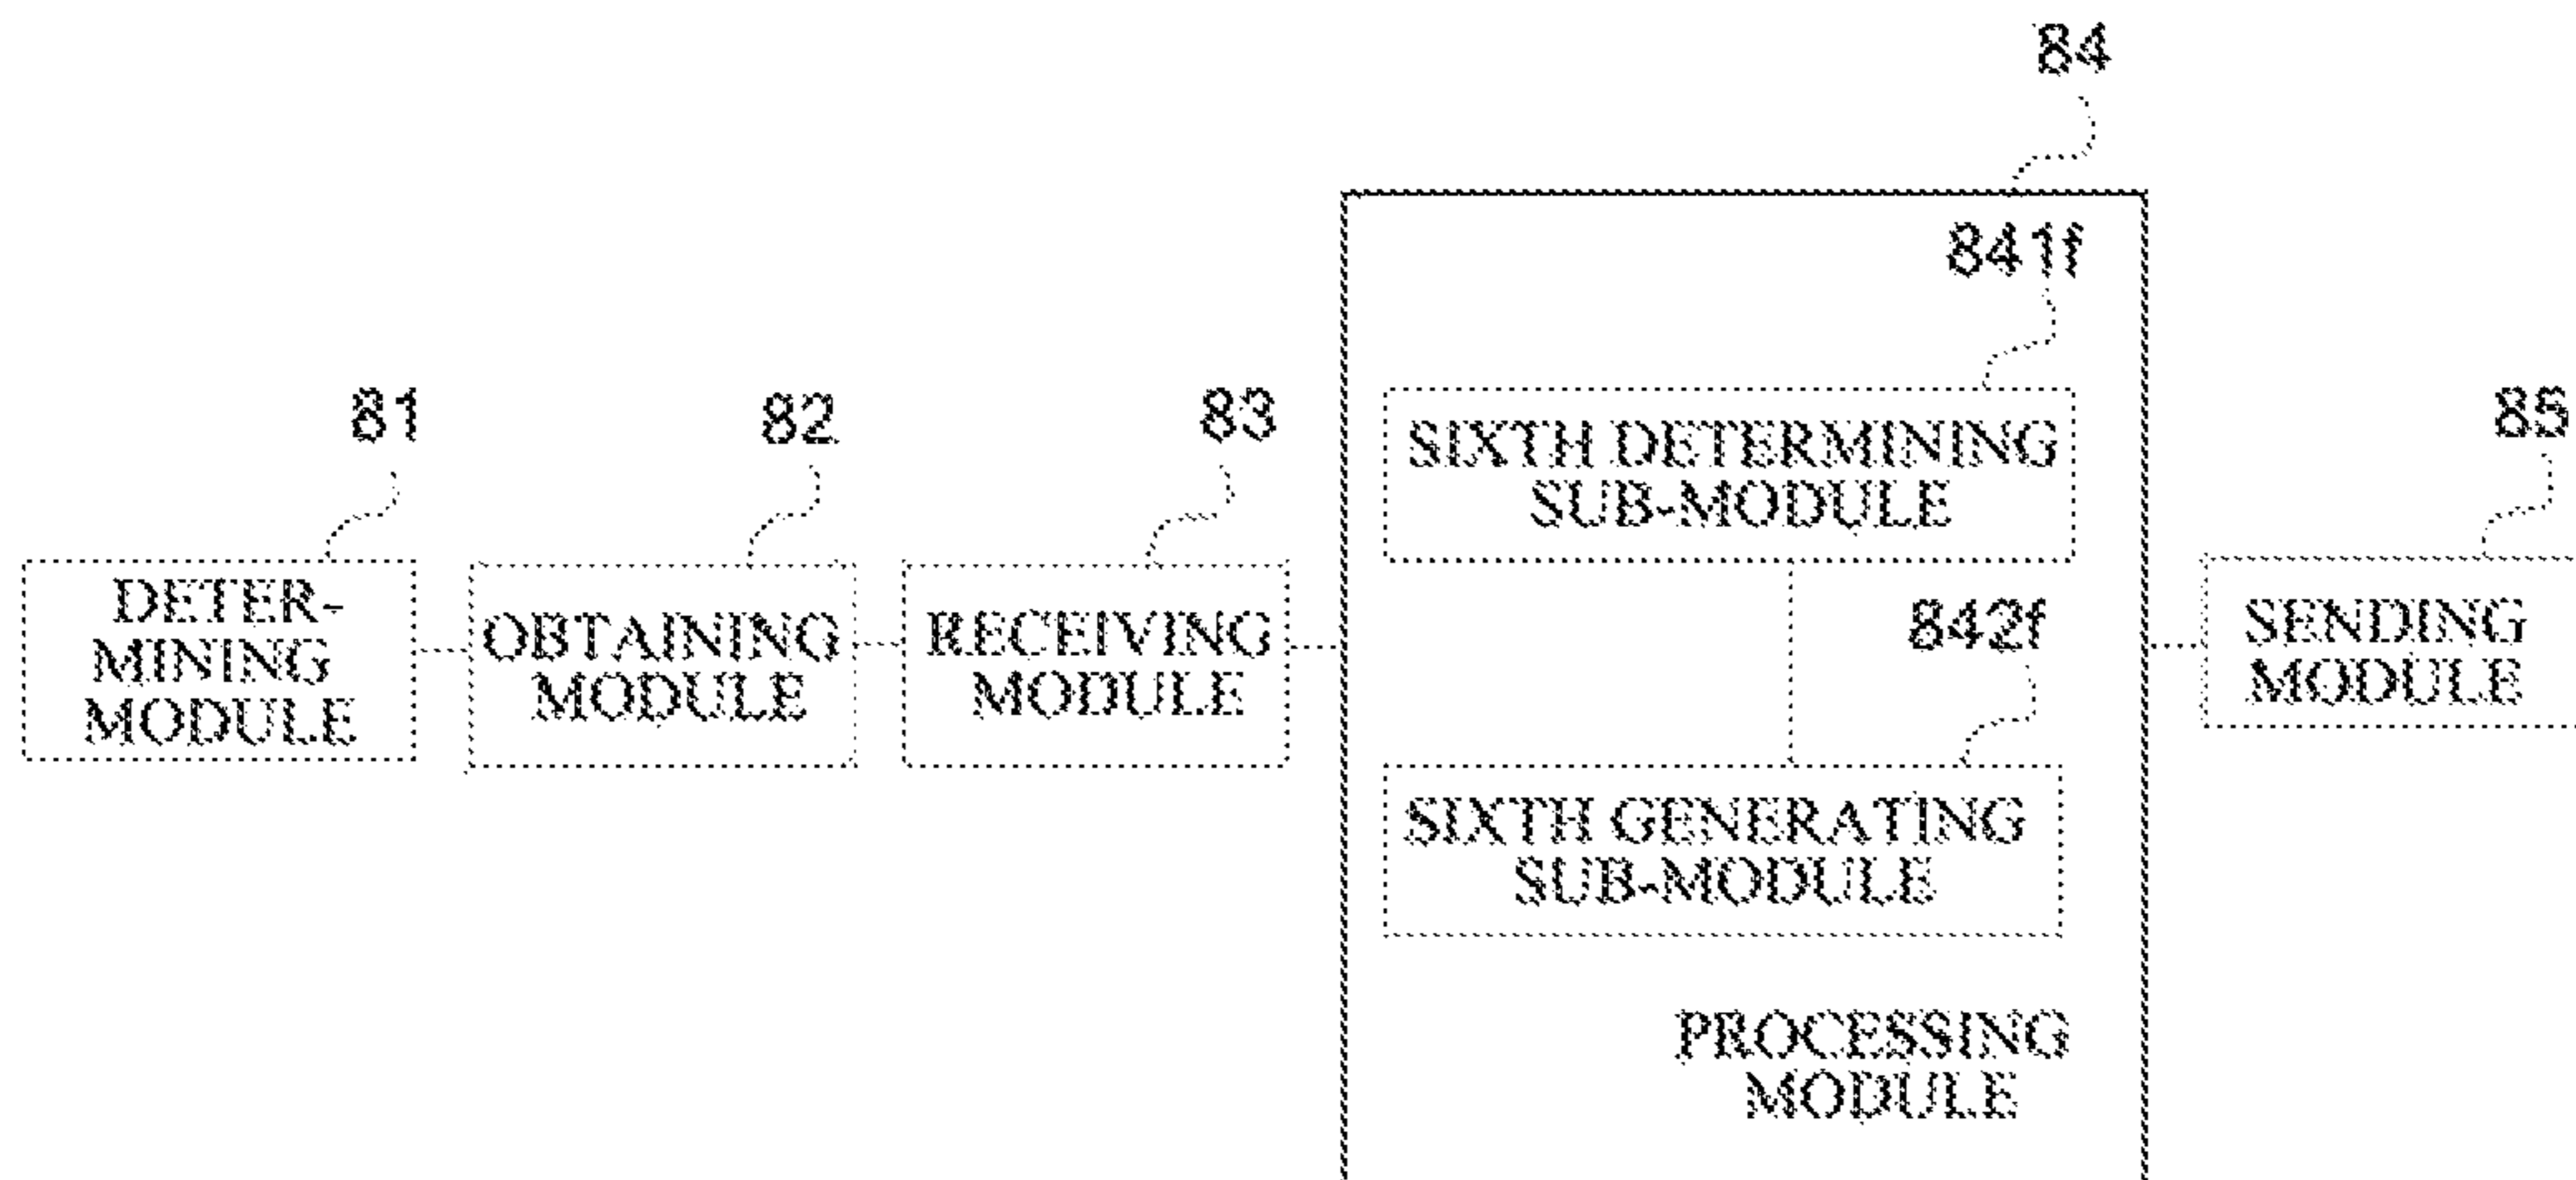 84
841f
SIXTH DETERMINING
SUB-MODULE
81
82
83
85
DETER-
MINING
MODULE
OBTAINING
MODULE
RECEIVING
MODULE
842f
SENDING
MODULE
SIXTH GENERATING
SUB-MODULE
PROCESSING
MODULE